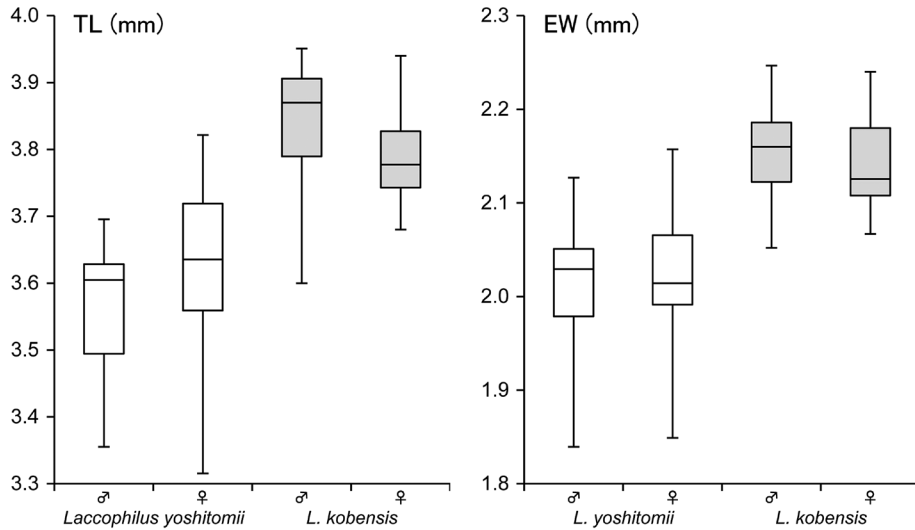 TL (mm)
4.0
3.9
3.8
3.7
3.6
3.5
3.4
3.3
♂ ♀ ♂ ♀
Laccophilus yoshitomii L. kobensis
EW (mm)
2.3
2.2
2.1
2.0
1.9
1.8
♂ ♀ ♂ ♀
L. yoshitomii L. kobensis